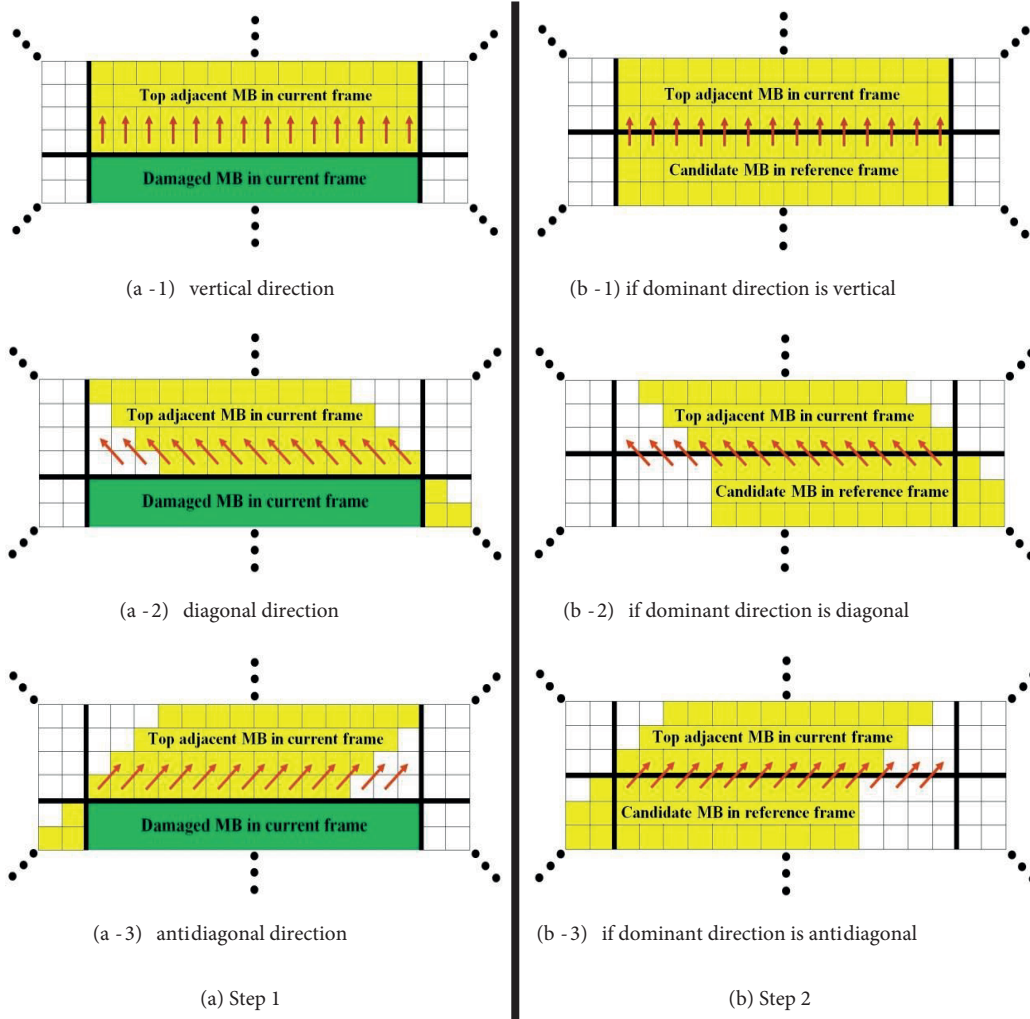 Top adjacent MB in current frame
Damaged MB in current frame
(a -1) vertical direction
Top adjacent MB in current frame
Damaged MB in current frame
(a -2) diagonal direction
Top adjacent MB in current frame
Damaged MB in current frame
(a -3) antidiagonal direction
(a) Step 1
Top adjacent MB in current frame
Candidate MB in reference frame
(b -1) if dominant direction is vertical
Top adjacent MB in current frame
Candidate MB in reference frame
(b -2) if dominant direction is diagonal
Top adjacent MB in current frame
Candidate MB in reference frame
(b -3) if dominant direction is antidiagonal
(b) Step 2